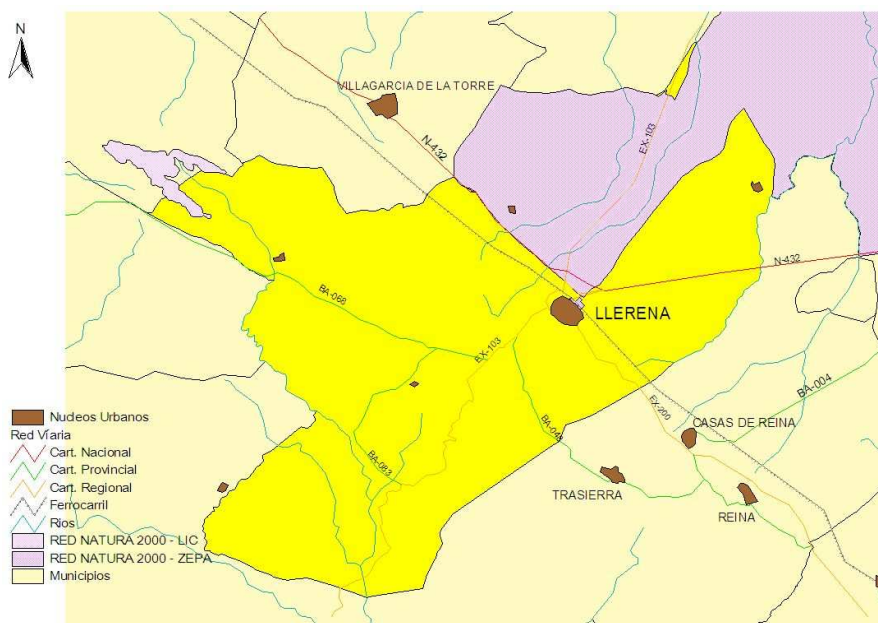 N
VILLAGARCIA DE LA TORRE
N-432
EX-103
N-432
LLERENA
BA-068
EX-103
BA-004
EX-200
CASAS DE REINA
BA-048
BA-083
TRASIERRA
REINA
Nucleos Urbanos
Red Viaria
Cart. Nacional
Cart. Provincial
Cart. Regional
Ferrocarril
Rios
RED NATURA 2000 - LIC
RED NATURA 2000 - ZEPA
Municipios